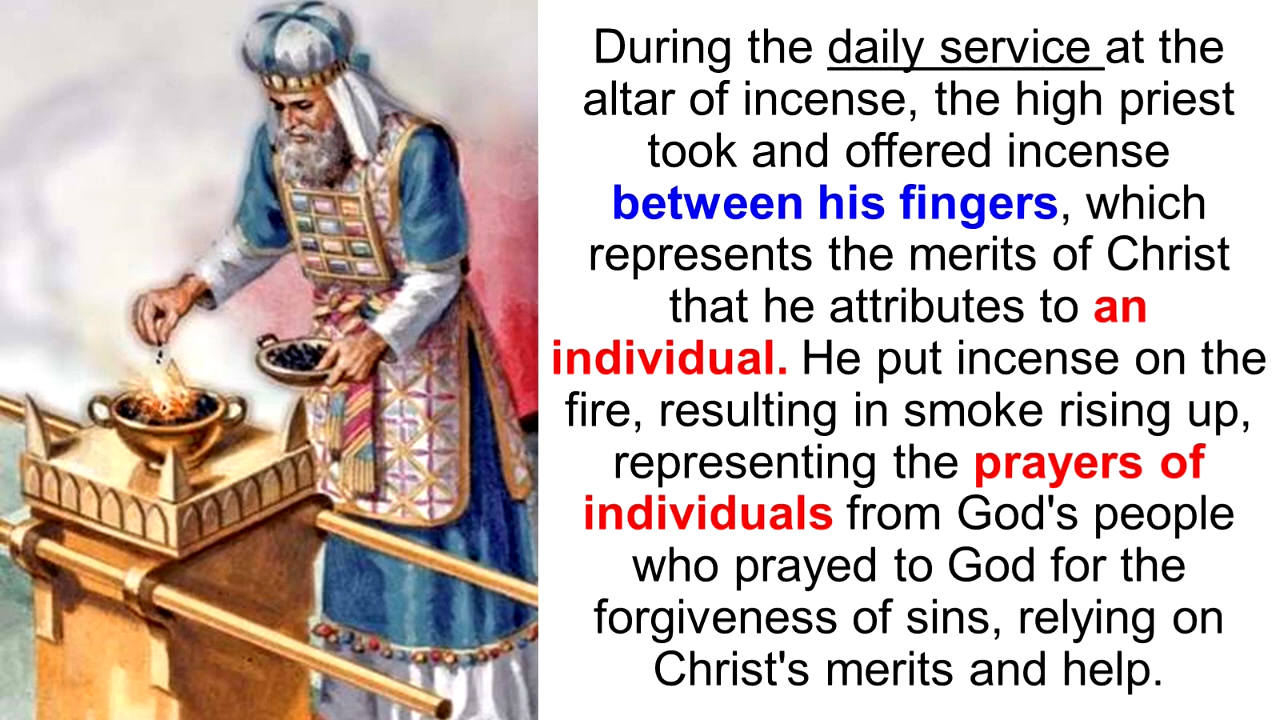 During the daily service at the
altar of incense, the high priest
took and offered incense
between his fingers, which
represents the merits of Christ
that he attributes to an
individual. He put incense on the
fire, resulting in smoke rising up,
representing the prayers of
individuals from God's people
who prayed to God for the
forgiveness of sins, relying on
Christ's merits and help.